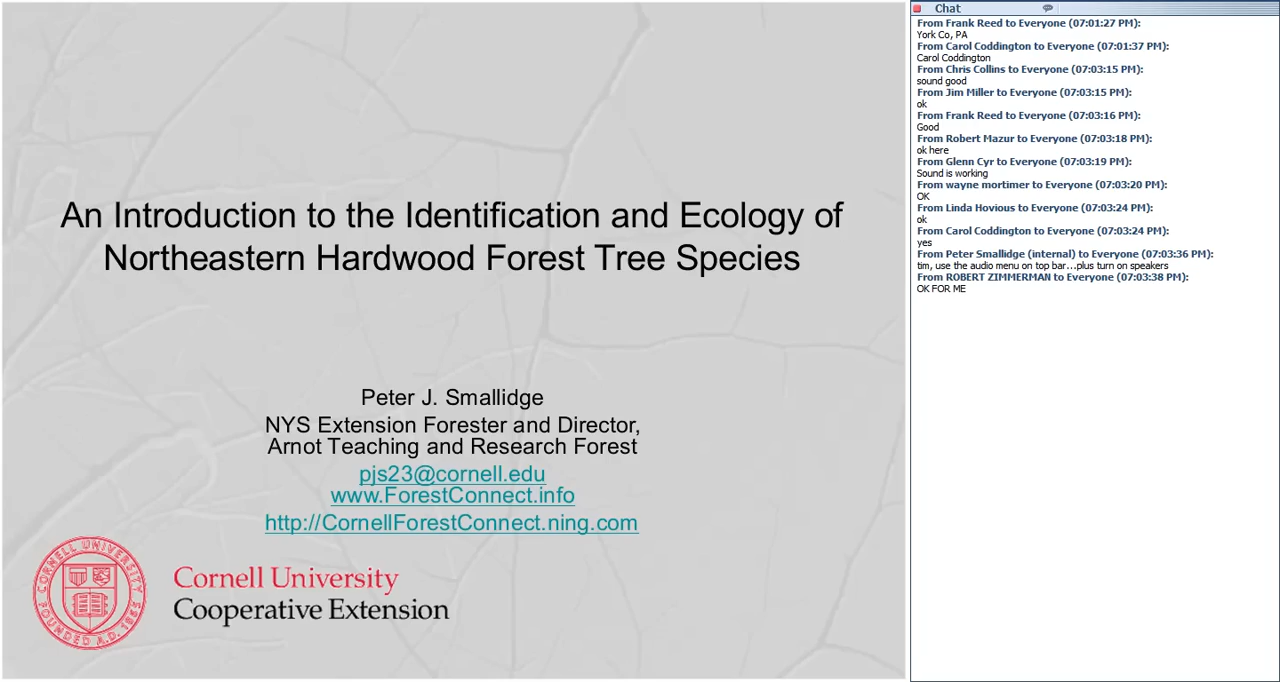 An Introduction to the Identification and Ecology of
Northeastern Hardwood Forest Tree Species
Peter J. Smallidge
NYS Extension Forester and Director,
Arnot Teaching and Research Forest
pjs23@cornell.edu
www.ForestConnect.info
http://CornellForestConnect.ning.com
CORNELL UNIVERSITY
FOUNDED A.D. 1865
Cornell University
Cooperative Extension
Chat
From Frank Reed to Everyone (07:01:27 PM):
York Co, PA
From Carol Coddington to Everyone (07:01:37 PM):
Carol Coddington
From Chris Collins to Everyone (07:03:15 PM):
sound good
From Jim Miller to Everyone (07:03:15 PM):
ok
From Frank Reed to Everyone (07:03:16 PM):
Good
From Robert Mazur to Everyone (07:03:18 PM):
ok here
From Glenn Cyr to Everyone (07:03:19 PM):
Sound is working
From wayne mortimer to Everyone (07:03:20 PM):
OK
From Linda Hovious to Everyone (07:03:24 PM):
ok
From Carol Coddington to Everyone (07:03:24 PM):
yes
From Peter Smallidge (internal) to Everyone (07:03:36 PM):
tim, use the audio menu on top bar...plus turn on speakers
From ROBERT ZIMMERMAN to Everyone (07:03:38 PM):
OK FOR ME